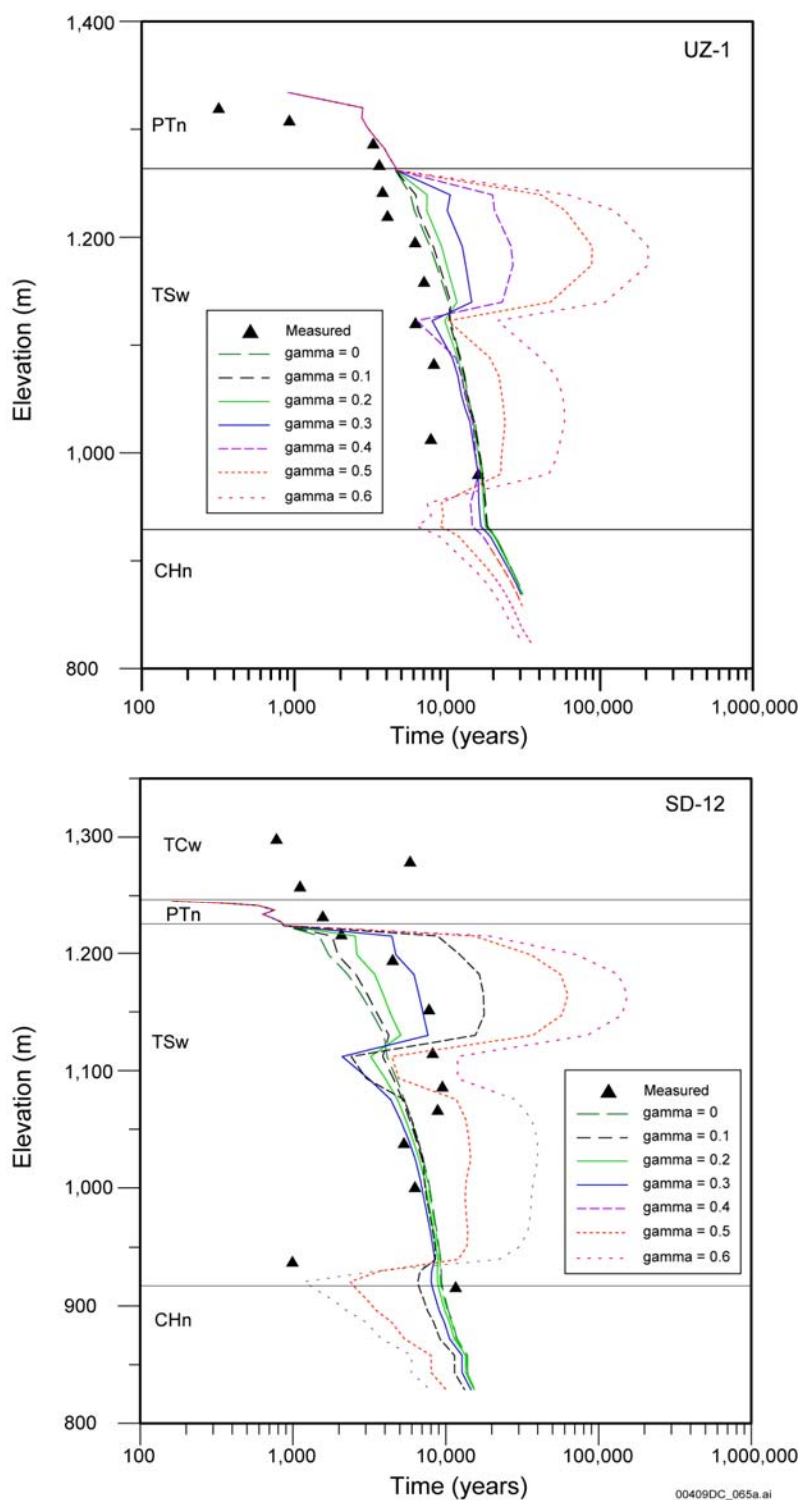 1,400
UZ-1
PTn
1,300
1,200
TSw
Measured
gamma = 0
gamma = 0.1
gamma = 0.2
gamma = 0.3
gamma = 0.4
gamma = 0.5
gamma = 0.6
1,100
Elevation (m)
1,000
900
CHn
800
100 1,000 10,000 100,000 1,000,000
Time (years)
SD-12
1,300
TCw
PTn
1,200
TSw
1,100
Elevation (m)
Measured
gamma = 0
gamma = 0.1
gamma = 0.2
gamma = 0.3
gamma = 0.4
gamma = 0.5
gamma = 0.6
1,000
900
CHn
800
100 1,000 10,000 100,000 1,000,000
Time (years)
00409DC_065a.ai